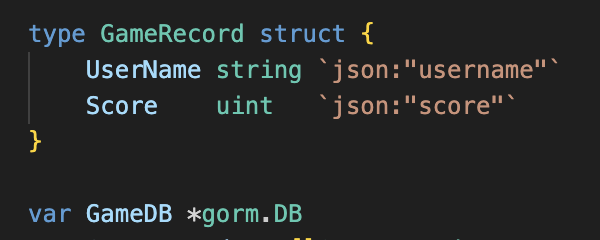 type GameRecord struct {
    UserName string `json:"username"`
    Score    uint   `json:"score"`
}
var GameDB *gorm.DB